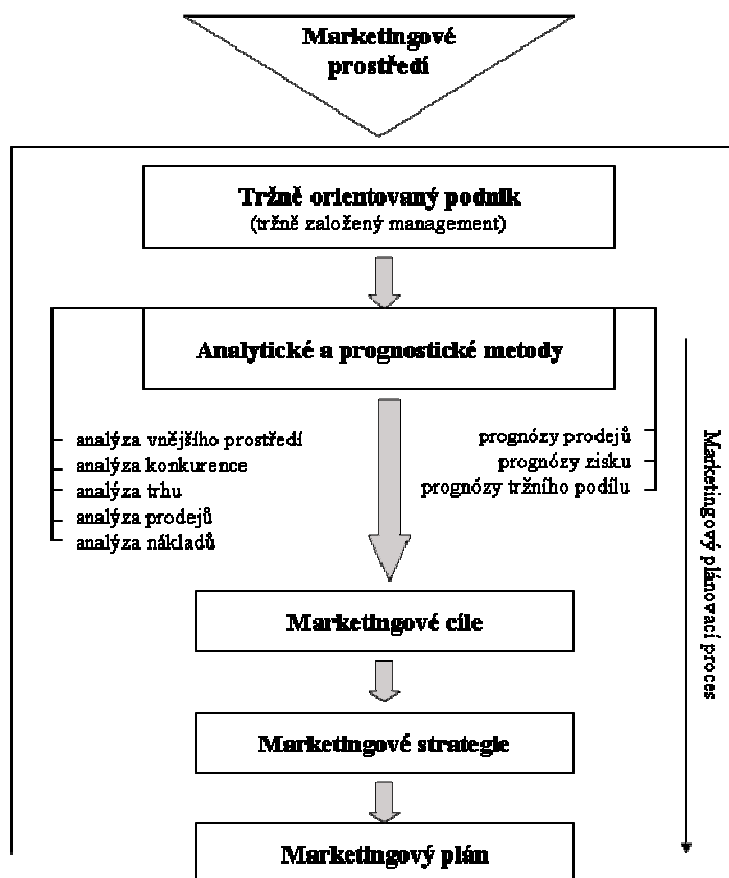 Marketingové
prostředí
Tržně orientovaný podnik
(tržně založený management)
Analytické a prognostické metody
analýza vnějšího prostředí
analýza konkurence
analýza trhu
analýza prodejů
analýza nákladů
prognózy prodejů
prognózy zisku
prognózy tržního podílu
Marketingový plánovací proces
Marketingové cíle
Marketingové strategie
Marketingový plán